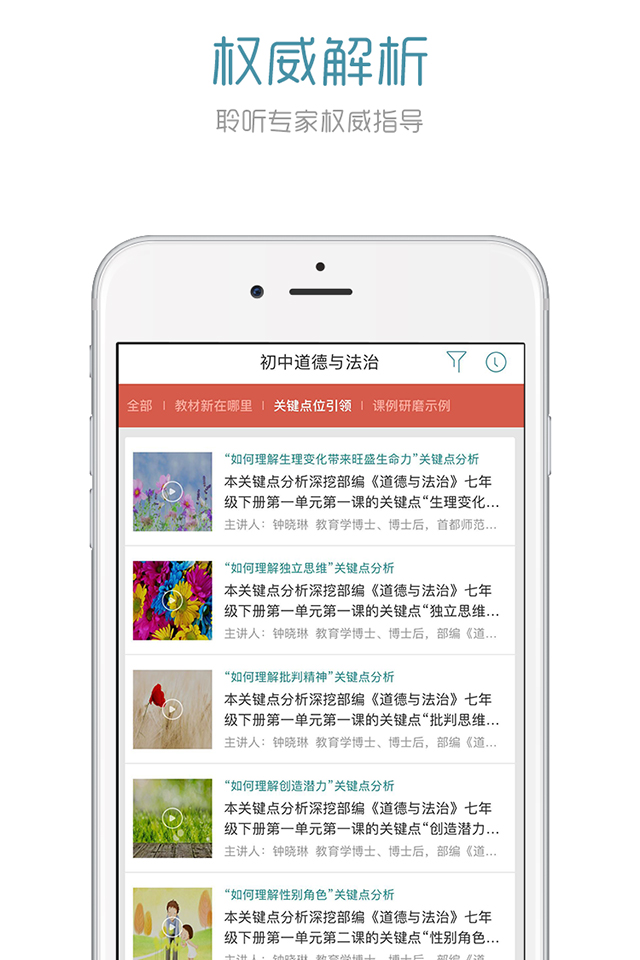 权威解析
聆听专家权威指导
初中道德与法治
全部 | 教材新在哪里 | 关键点位引领 | 课例研磨示例
“如何理解生理变化带来旺盛生命力”关键点分析
本关键点分析深挖部编《道德与法治》七年
级下册第一单元第一课的关键点“生理变化...
主讲人：钟晓琳 教育学博士、博士后，首都师范...
“如何理解独立思维”关键点分析
本关键点分析深挖部编《道德与法治》七年
级下册第一单元第一课的关键点“独立思维...
主讲人：钟晓琳 教育学博士、博士后，部编《道...
“如何理解批判精神”关键点分析
本关键点分析深挖部编《道德与法治》七年
级下册第一单元第一课的关键点“批判思维...
主讲人：钟晓琳 教育学博士、博士后，部编《道...
“如何理解创造潜力”关键点分析
本关键点分析深挖部编《道德与法治》七年
级下册第一单元第一课的关键点“创造潜力...
主讲人：钟晓琳 教育学博士、博士后，部编《道...
“如何理解性别角色”关键点分析
本关键点分析深挖部编《道德与法治》七年
级下册第一单元第二课的关键点“性别角色...